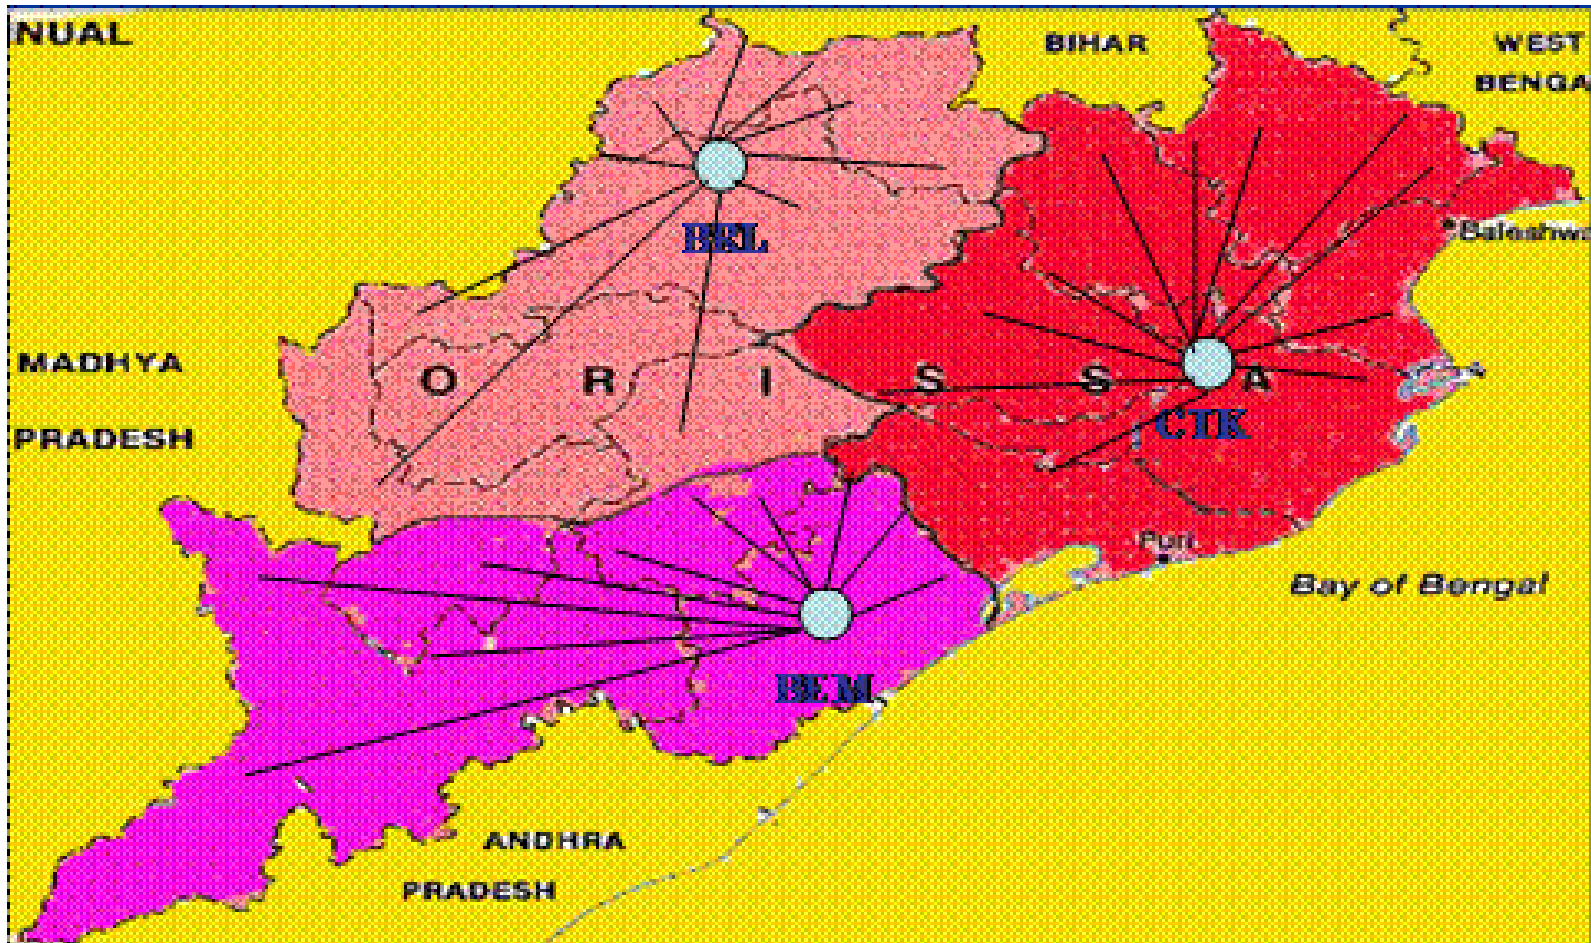 NUAL
BIHAR
WEST
BENGA
Baleshwa
BRL
MADHYA
PRADESH
O R I S S A
CTK
Puri
Bay of Bengal
BEM
ANDHRA
PRADESH